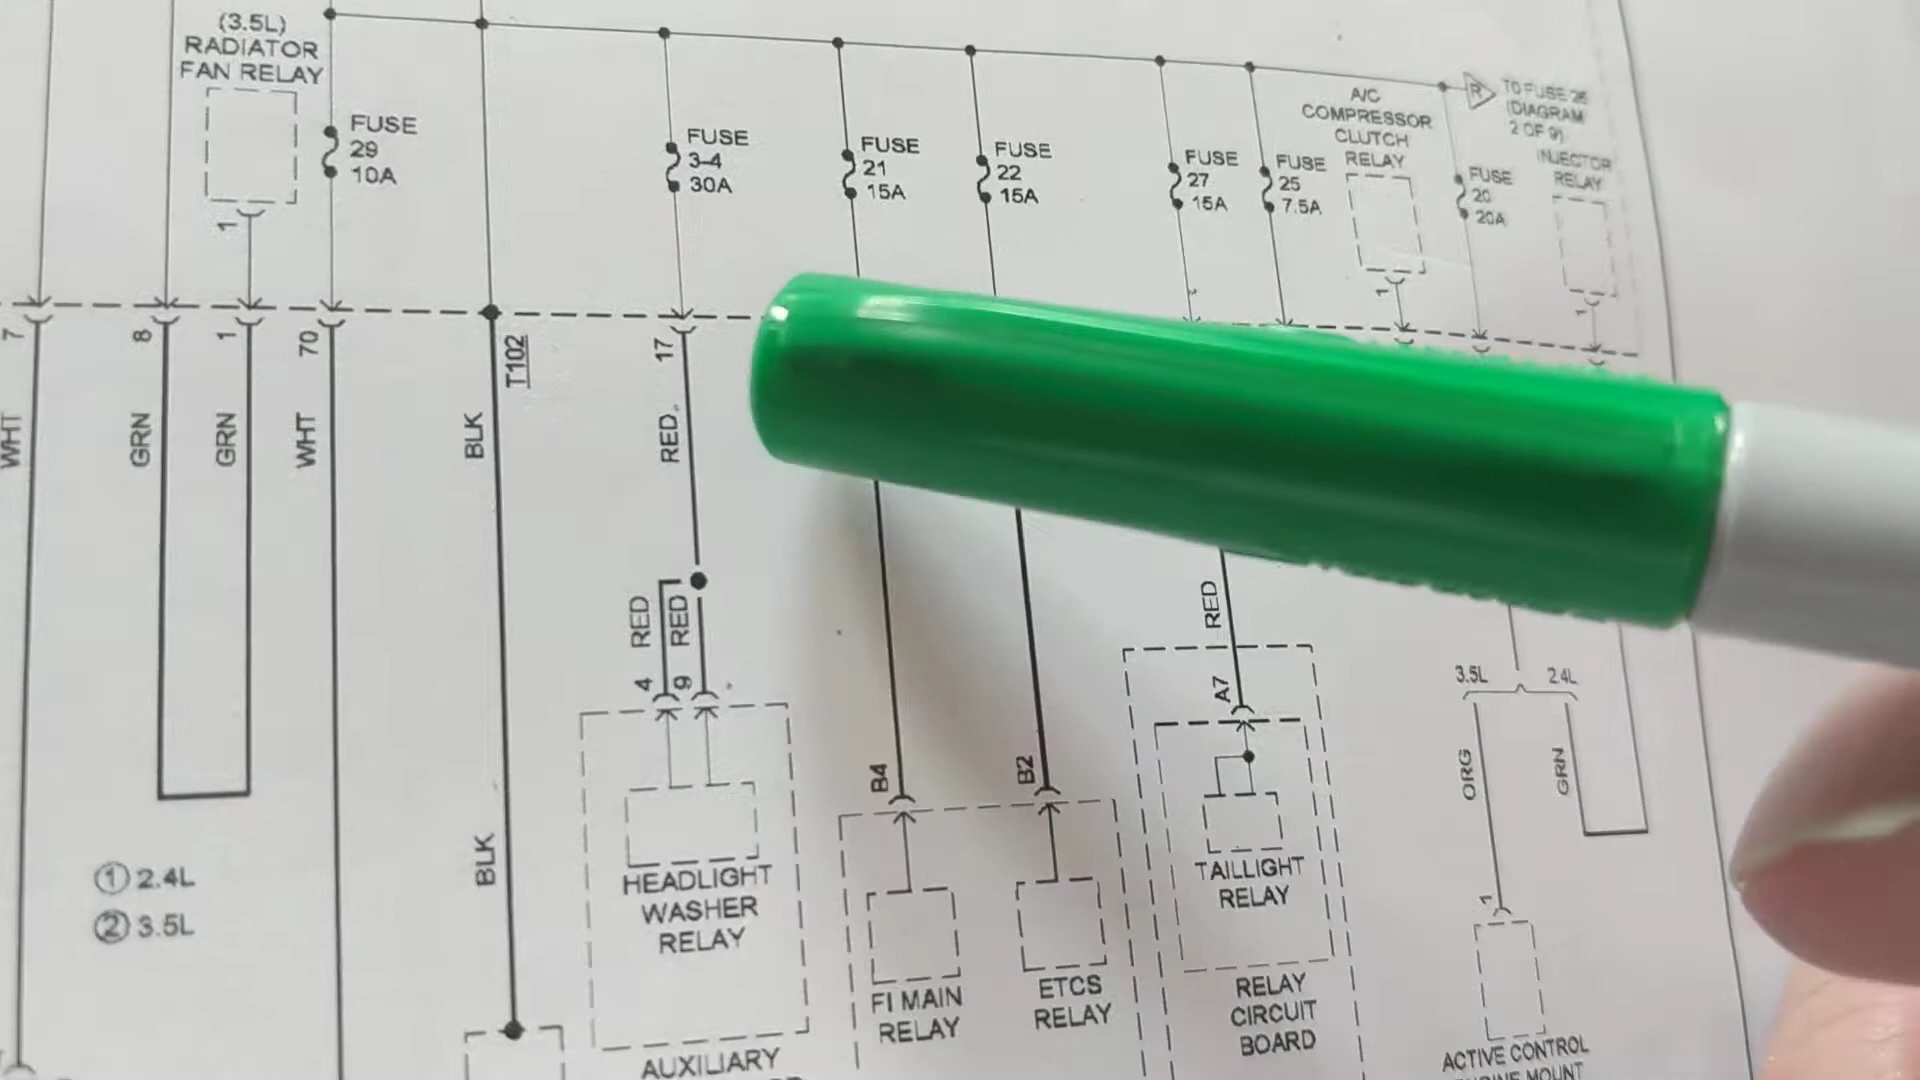 (3.5L)
RADIATOR
FAN RELAY
FUSE
29
10A
FUSE
3-4
30A
FUSE
21
15A
FUSE
22
15A
FUSE
27
15A
FUSE
25
7.5A
A/C
COMPRESSOR
CLUTCH
RELAY
R
TO FUSE 26
(DIAGRAM
2 OF 9)
INJECTOR
RELAY
FUSE
20
20A
1
1
1
7
8
1
70
T102
17
WHT
GRN
GRN
WHT
BLK
RED
RED
RED
4
9
RED
A7
B4
B2
3.5L
2.4L
ORG
GRN
1
BLK
① 2.4L
② 3.5L
HEADLIGHT
WASHER
RELAY
AUXILIARY
FI MAIN
RELAY
ETCS
RELAY
TAILLIGHT
RELAY
RELAY
CIRCUIT
BOARD
ACTIVE CONTROL
MOUNT